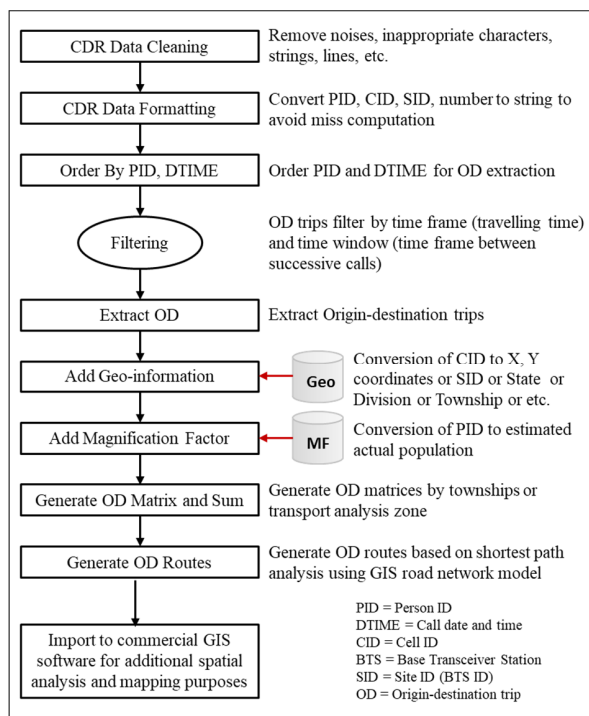 CDR Data Cleaning
Remove noises, inappropriate characters,
strings, lines, etc.
CDR Data Formatting
Convert PID, CID, SID, number to string to
avoid miss computation
Order By PID, DTIME
Order PID and DTIME for OD extraction
Filtering
OD trips filter by time frame (travelling time)
and time window (time frame between
successive calls)
Extract OD
Extract Origin-destination trips
Add Geo-information
Geo
Conversion of CID to X, Y
coordinates or SID or State or
Division or Township or etc.
Add Magnification Factor
MF
Conversion of PID to estimated
actual population
Generate OD Matrix and Sum
Generate OD matrices by townships or
transport analysis zone
Generate OD Routes
Generate OD routes based on shortest path
analysis using GIS road network model
Import to commercial GIS
software for additional spatial
analysis and mapping purposes
PID = Person ID
DTIME = Call date and time
CID = Cell ID
BTS = Base Transceiver Station
SID = Site ID (BTS ID)
OD = Origin-destination trip